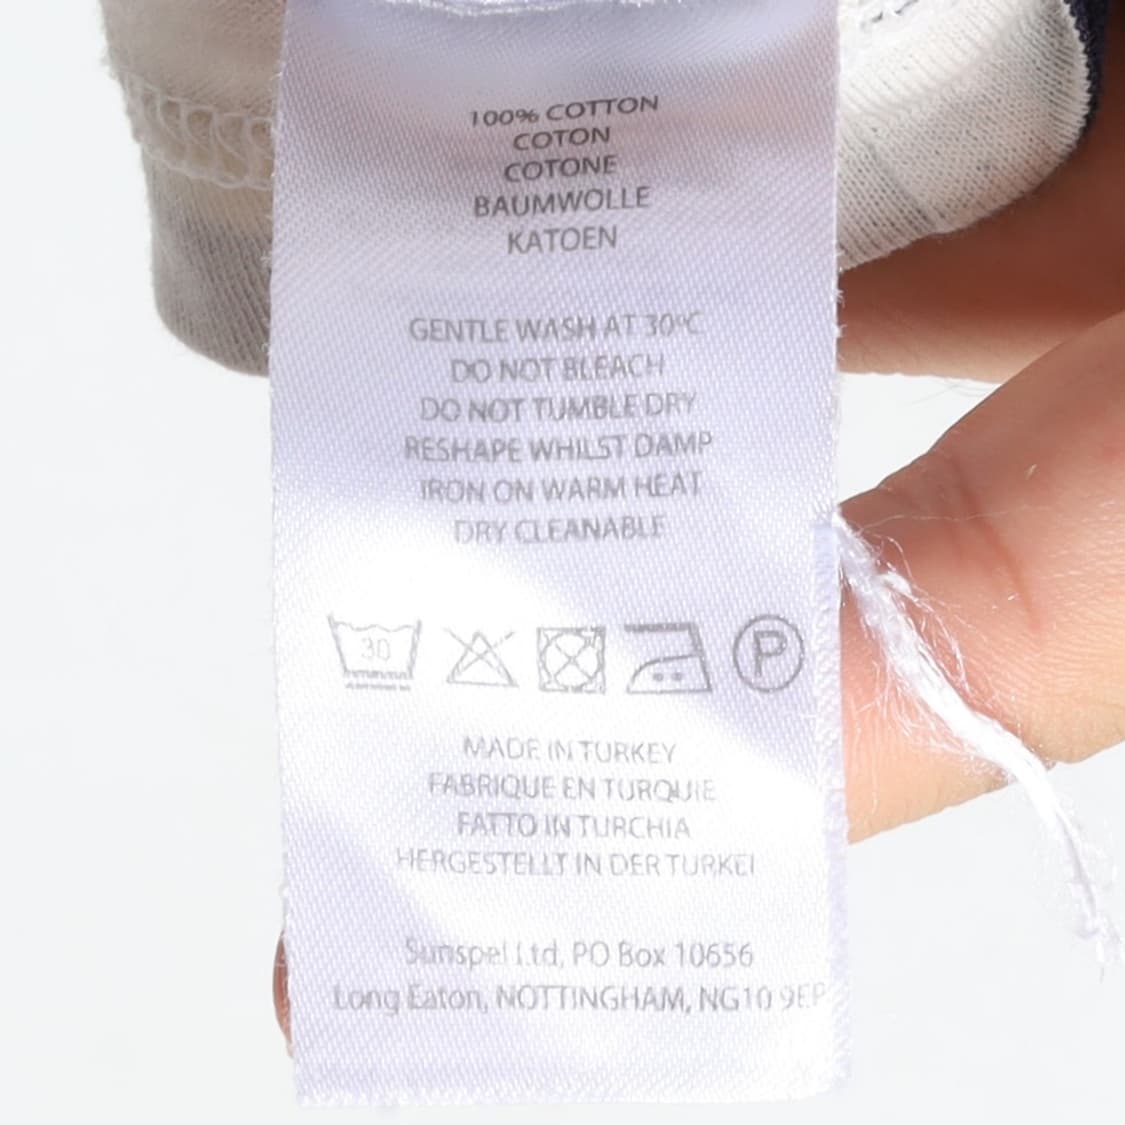 100% COTTON
COTON
COTONE
BAUMWOLLE
KATOEN
GENTLE WASH AT 30ºC
DO NOT BLEACH
DO NOT TUMBLE DRY
RESHAPE WHILST DAMP
IRON ON WARM HEAT
DRY CLEANABLE
30 P
MADE IN TURKEY
FABRIQUE EN TURQUIE
FATTO IN TURCHIA
HERGESTELLT IN DER TURKEI
Sunspel Ltd, PO Box 10656
Long Eaton, NOTTINGHAM, NG10 9EP